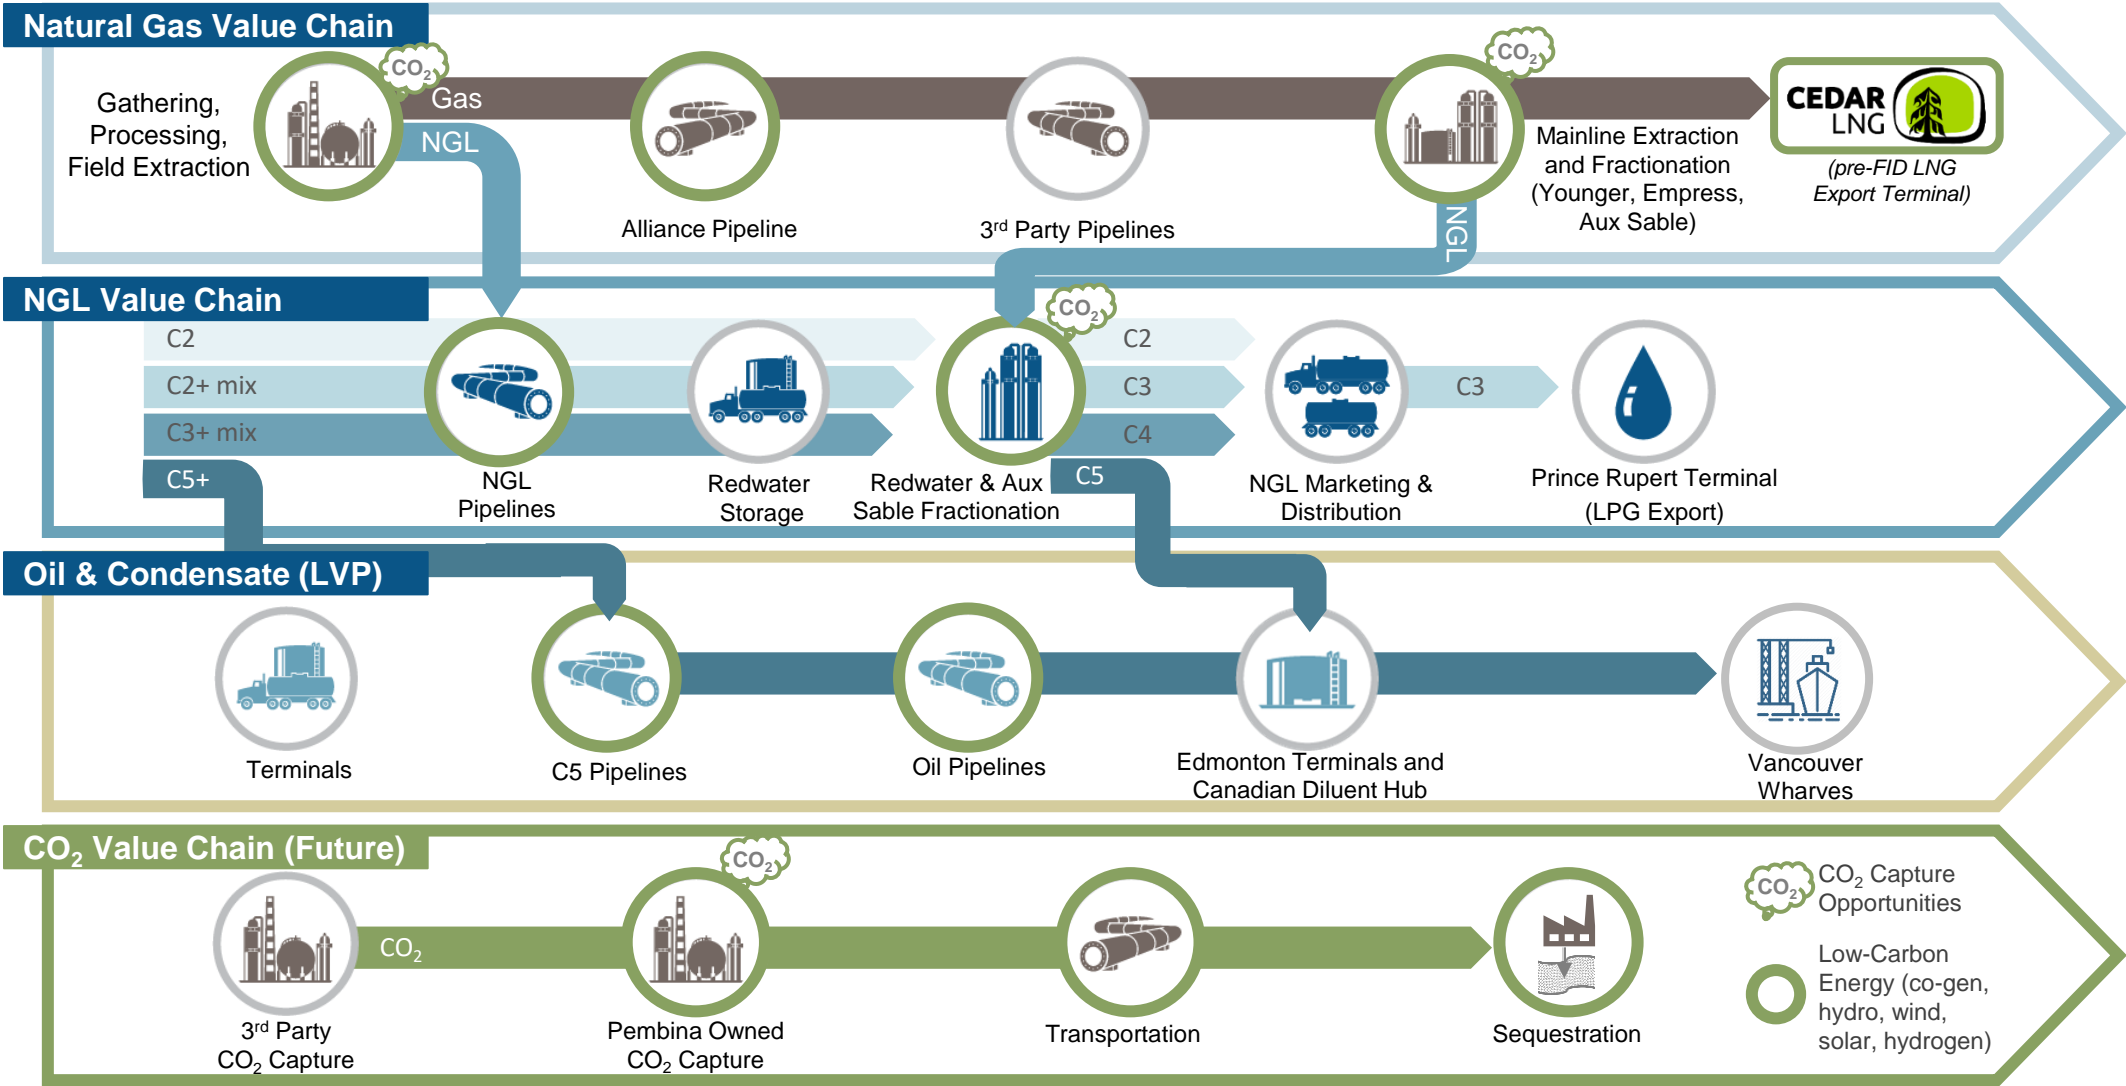 Natural Gas Value Chain
CO2
Gas
NGL
Gathering,
Processing,
Field Extraction
Alliance Pipeline
3rd Party Pipelines
CO2
Mainline Extraction
and Fractionation
(Younger, Empress,
Aux Sable)
NGL
CEDAR
LNG
(pre-FID LNG
Export Terminal)
NGL Value Chain
C2
C2+ mix
C3+ mix
C5+
NGL
Pipelines
Redwater
Storage
CO2
Redwater & Aux
Sable Fractionation
C2
C3
C4
C5
NGL Marketing &
Distribution
C3
Prince Rupert Terminal
(LPG Export)
Oil & Condensate (LVP)
Terminals
C5 Pipelines
Oil Pipelines
Edmonton Terminals and
Canadian Diluent Hub
Vancouver
Wharves
CO2 Value Chain (Future)
3rd Party
CO2 Capture
CO2
CO2
Pembina Owned
CO2 Capture
Transportation
Sequestration
CO2
CO2 Capture
Opportunities
Low-Carbon
Energy (co-gen,
hydro, wind,
solar, hydrogen)